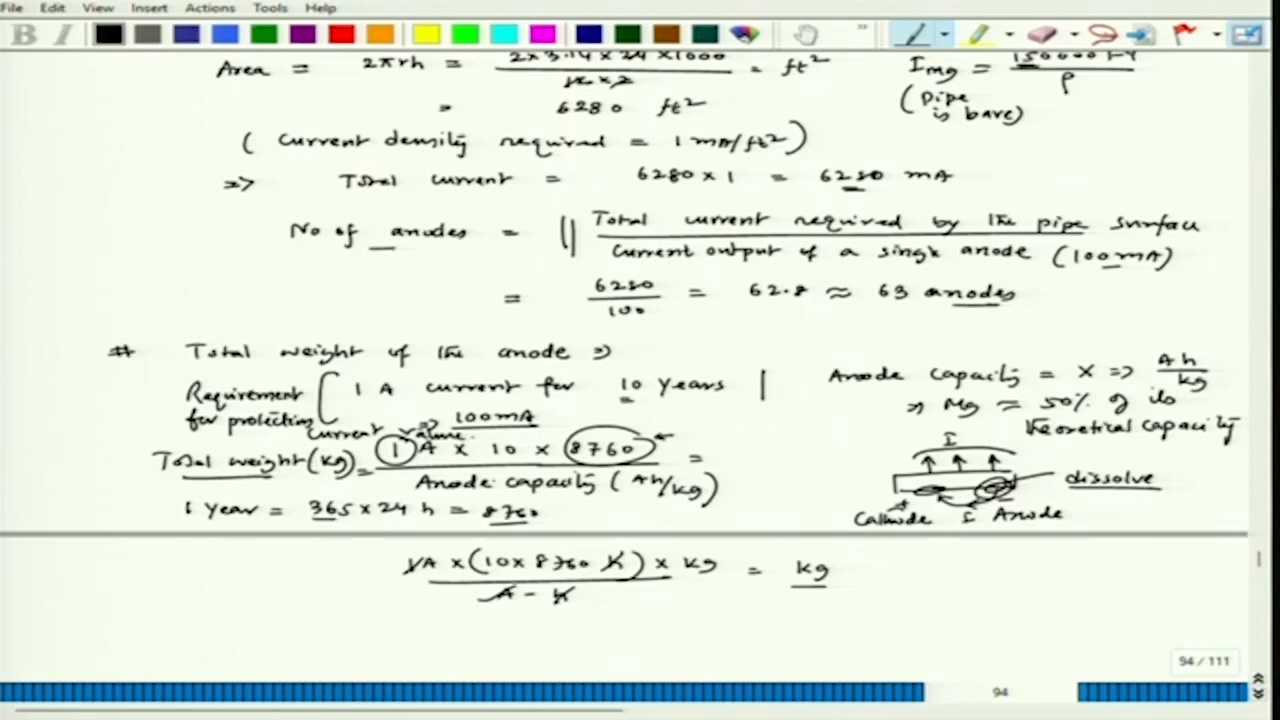 File Edit View Insert Actions Tools Help
B I
Area = 2πrh = 2 x 3.14 x 24 x 1000 / 12 x 2 = ft²
= 6280 ft²
I mg = 150000 f y / ρ
(Pipe is bare)
( Current density required = 1 mA/ft² )
=> Total current = 6280 x 1 = 6280 mA
No of anodes = || Total current required by the pipe surface / Current output of a single anode (100mA)
= 6280 / 100 = 62.8 ≈ 63 anodes
# Total weight of the anode =>
Requirement for protection [ 1 A current for 10 Years |
=> 100mA
Current value.
Total weight (kg) = 1 A x 10 x 8760 / Anode capacity (Ah/kg) =
1 Year = 365 x 24 h = 8760
Anode capacity = X => Ah/kg
=> Mg ≈ 50% of its
theoretical capacity
I
dissolve
Cathode I Anode
1A x (10 x 8760 h) x kg / A - h = kg
94 / 111
94